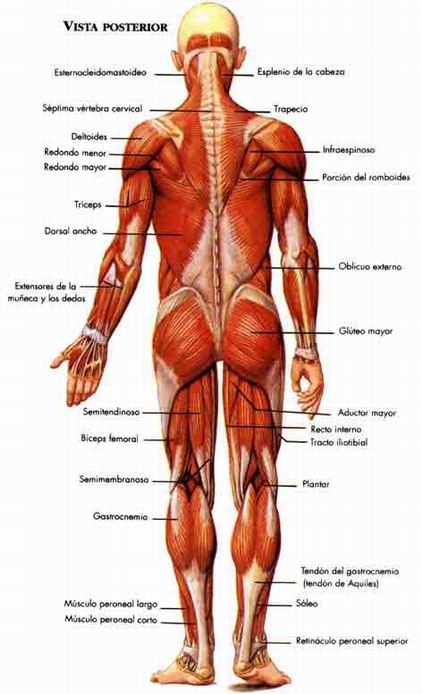 VISTA POSTERIOR
Esternocleidomastoideo
Esplenio de la cabeza
Séptima vértebra cervical
Trapecio
Deltoides
Redondo menor
Infraespinoso
Redondo mayor
Porción del romboides
Tríceps
Dorsal ancho
Oblicuo externo
Extensores de la
muñeca y los dedos
Glúteo mayor
Semitendinoso
Aductor mayor
Recto interno
Bíceps femoral
Tracto iliotibial
Semimembranoso
Plantar
Gastrocnemio
Tendón del gastrocnemio
(tendón de Aquiles)
Músculo peroneal largo
Sóleo
Músculo peroneal corto
Retináculo peroneal superior